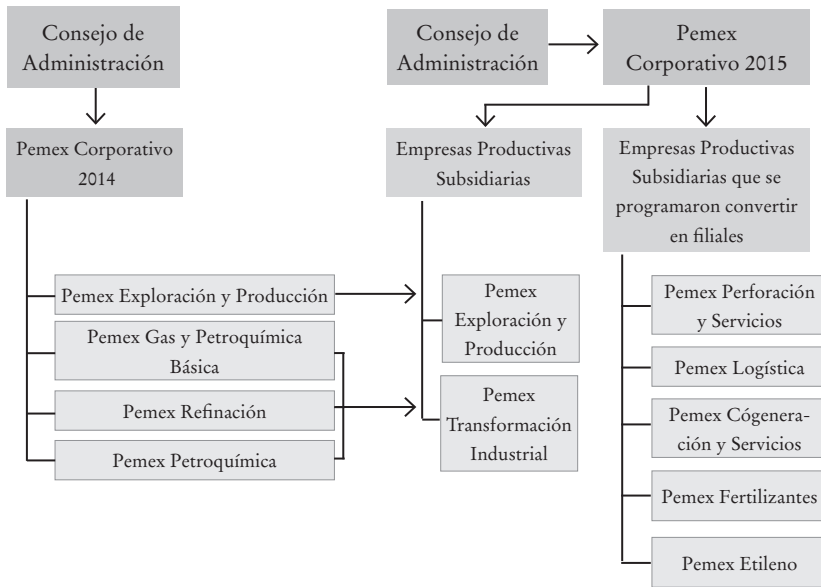 Consejo de
Administración
Pemex Corporativo
2014
Pemex Exploración y Producción
Pemex Gas y Petroquímica
Básica
Pemex Refinación
Pemex Petroquímica
Consejo de
Administración
Pemex
Corporativo 2015
Empresas Productivas
Subsidiarias
Pemex
Exploración y
Producción
Pemex
Transformación
Industrial
Empresas Productivas
Subsidiarias que se
programaron convertir
en filiales
Pemex Perforación
y Servicios
Pemex Logística
Pemex Cógenera-
ción y Servicios
Pemex Fertilizantes
Pemex Etileno